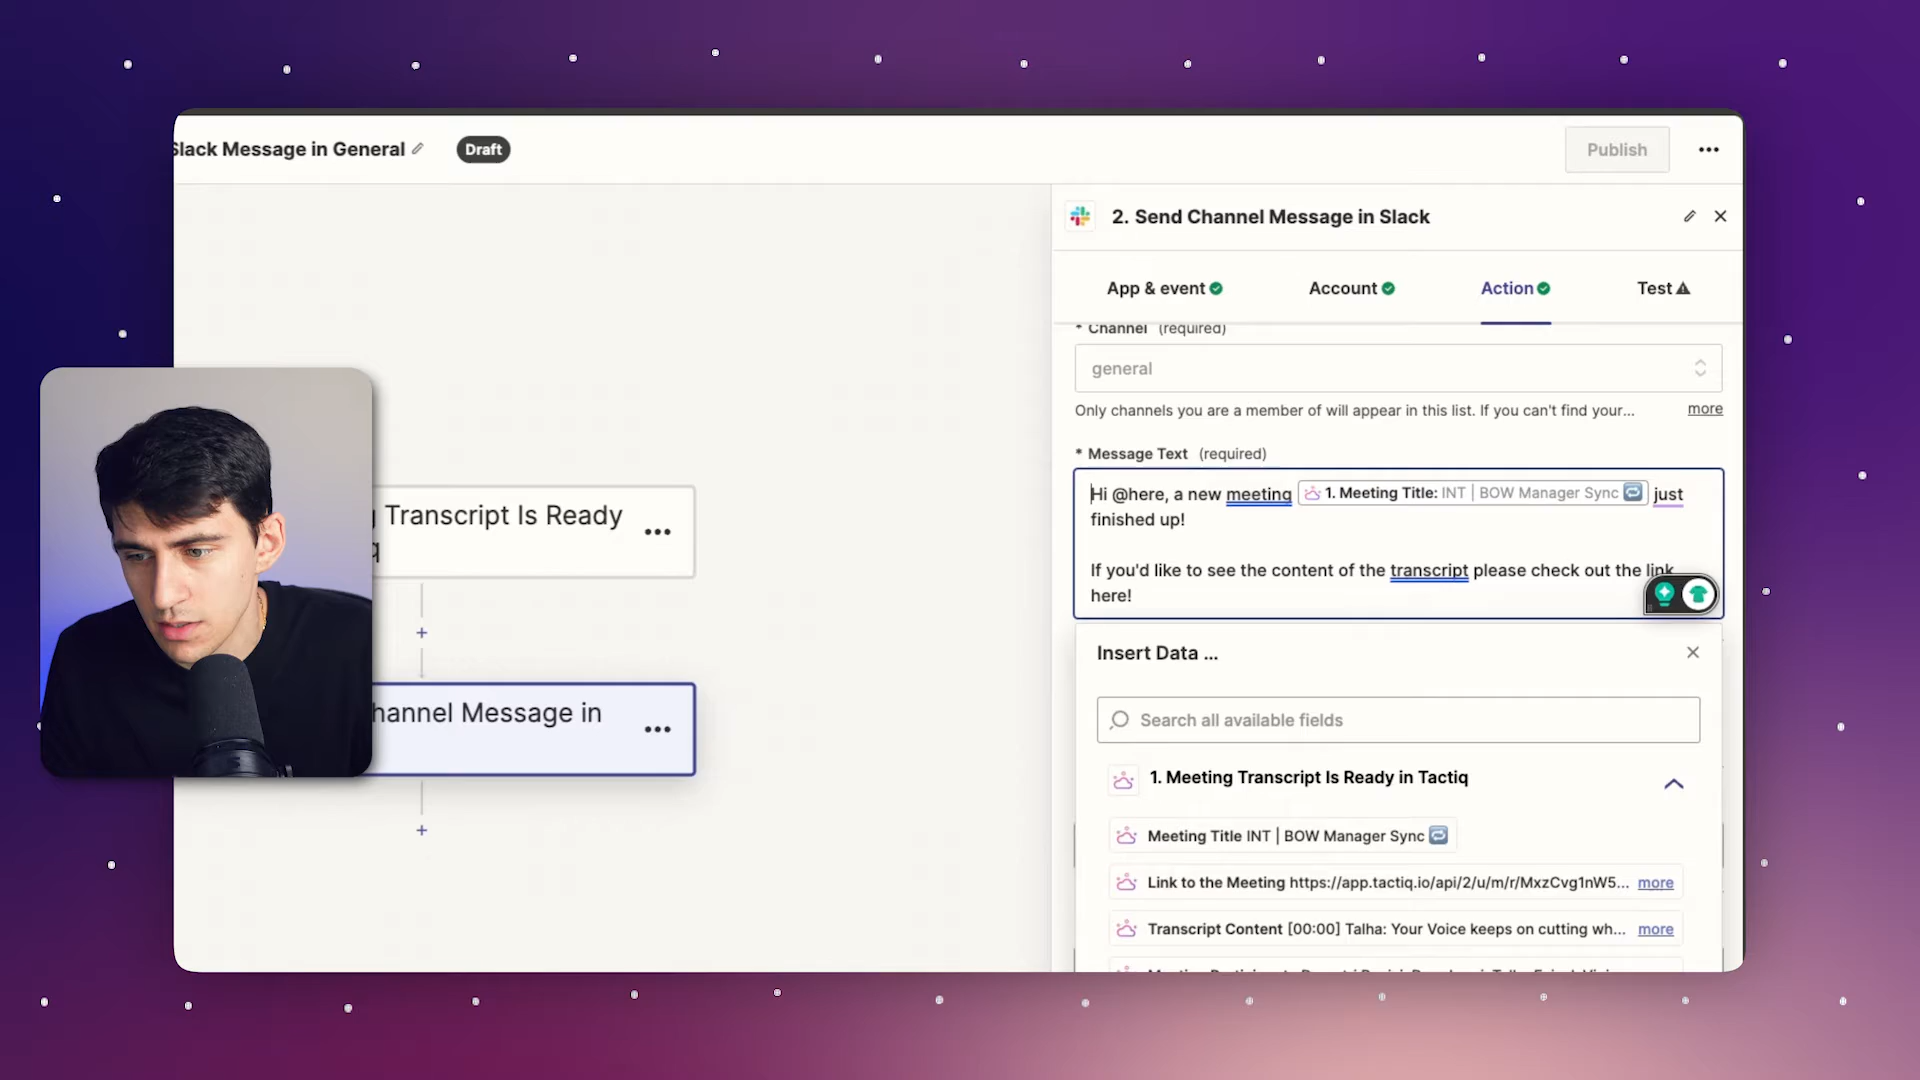 Slack Message in General
Draft
Publish
2. Send Channel Message in Slack
App & event
Account
Action
Test
* Channel (required)
general
Only channels you are a member of will appear in this list. If you can't find your...
more
* Message Text (required)
Hi @here, a new meeting 1. Meeting Title: INT | BOW Manager Sync just
finished up!
If you'd like to see the content of the transcript please check out the link
here!
Insert Data ...
Search all available fields
1. Meeting Transcript Is Ready in Tactiq
Meeting Title INT | BOW Manager Sync
Link to the Meeting https://app.tactiq.io/api/2/u/m/r/MxzCvg1nW5... more
Transcript Content [00:00] Talha: Your Voice keeps on cutting wh... more
Transcript Is Ready
q
hannel Message in